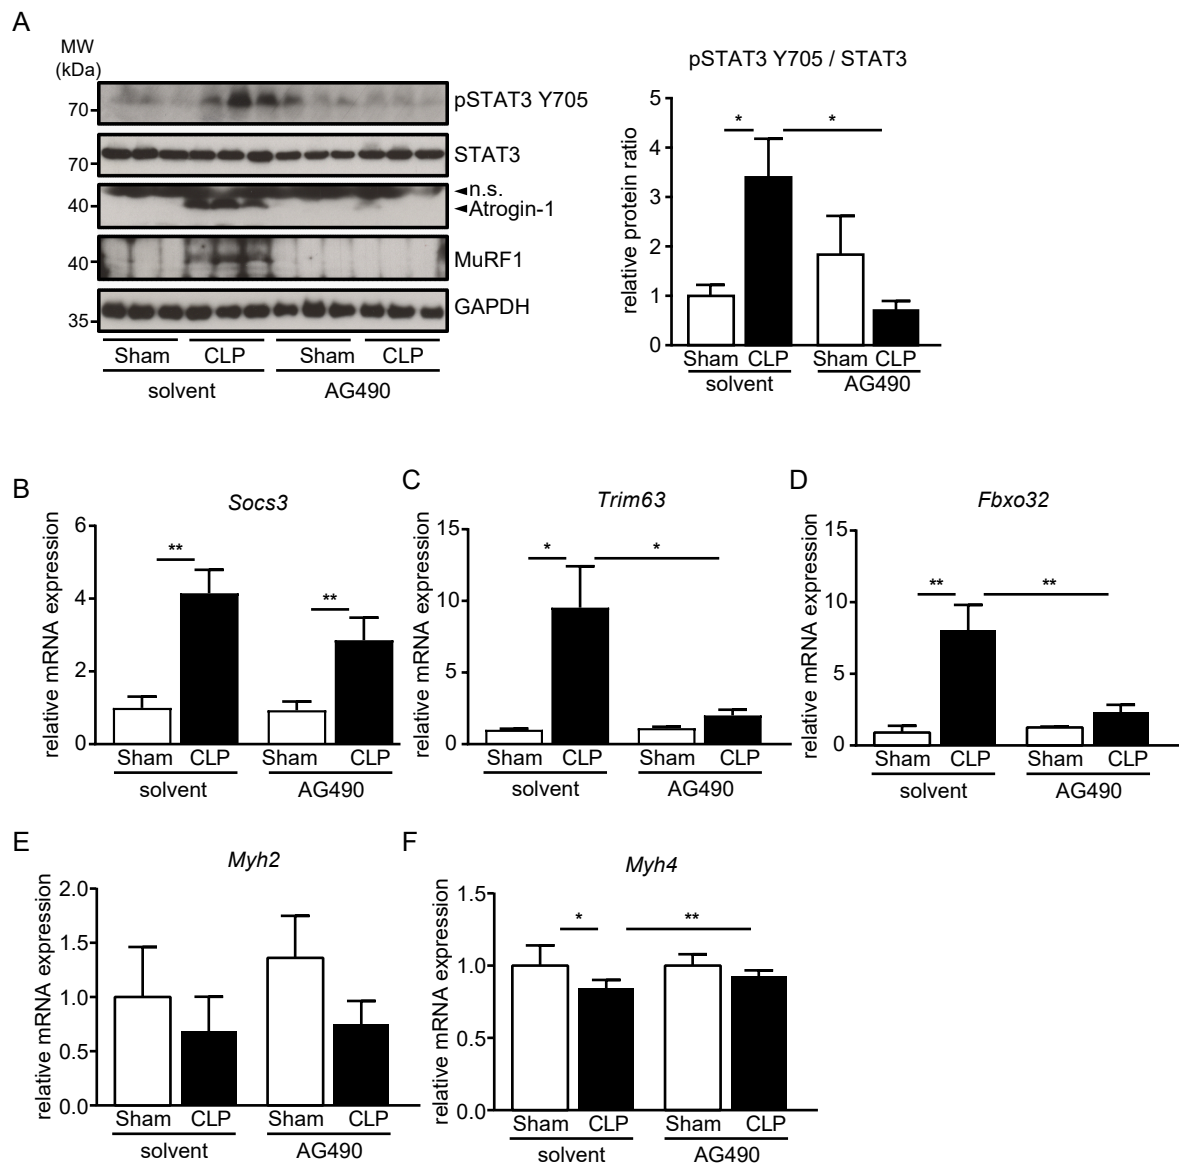 A
MW
(kDa)
70
pSTAT3 Y705
70
STAT3
n.s.
40
Atrogin-1
40
MuRF1
35
GAPDH
Sham CLP Sham CLP
solvent AG490
pSTAT3 Y705 / STAT3
relative protein ratio
5
4
3
2
1
0
* *
Sham CLP Sham CLP
solvent AG490
B
Socs3
relative mRNA expression
6
4
2
0
** **
Sham CLP Sham CLP
solvent AG490
C
Trim63
relative mRNA expression
15
10
5
0
* *
Sham CLP Sham CLP
solvent AG490
D
Fbxo32
relative mRNA expression
15
10
5
0
** **
Sham CLP Sham CLP
solvent AG490
E
Myh2
relative mRNA expression
2.0
1.5
1.0
0.5
0.0
Sham CLP Sham CLP
solvent AG490
F
Myh4
relative mRNA expression
1.5
1.0
0.5
0.0
* **
Sham CLP Sham CLP
solvent AG490